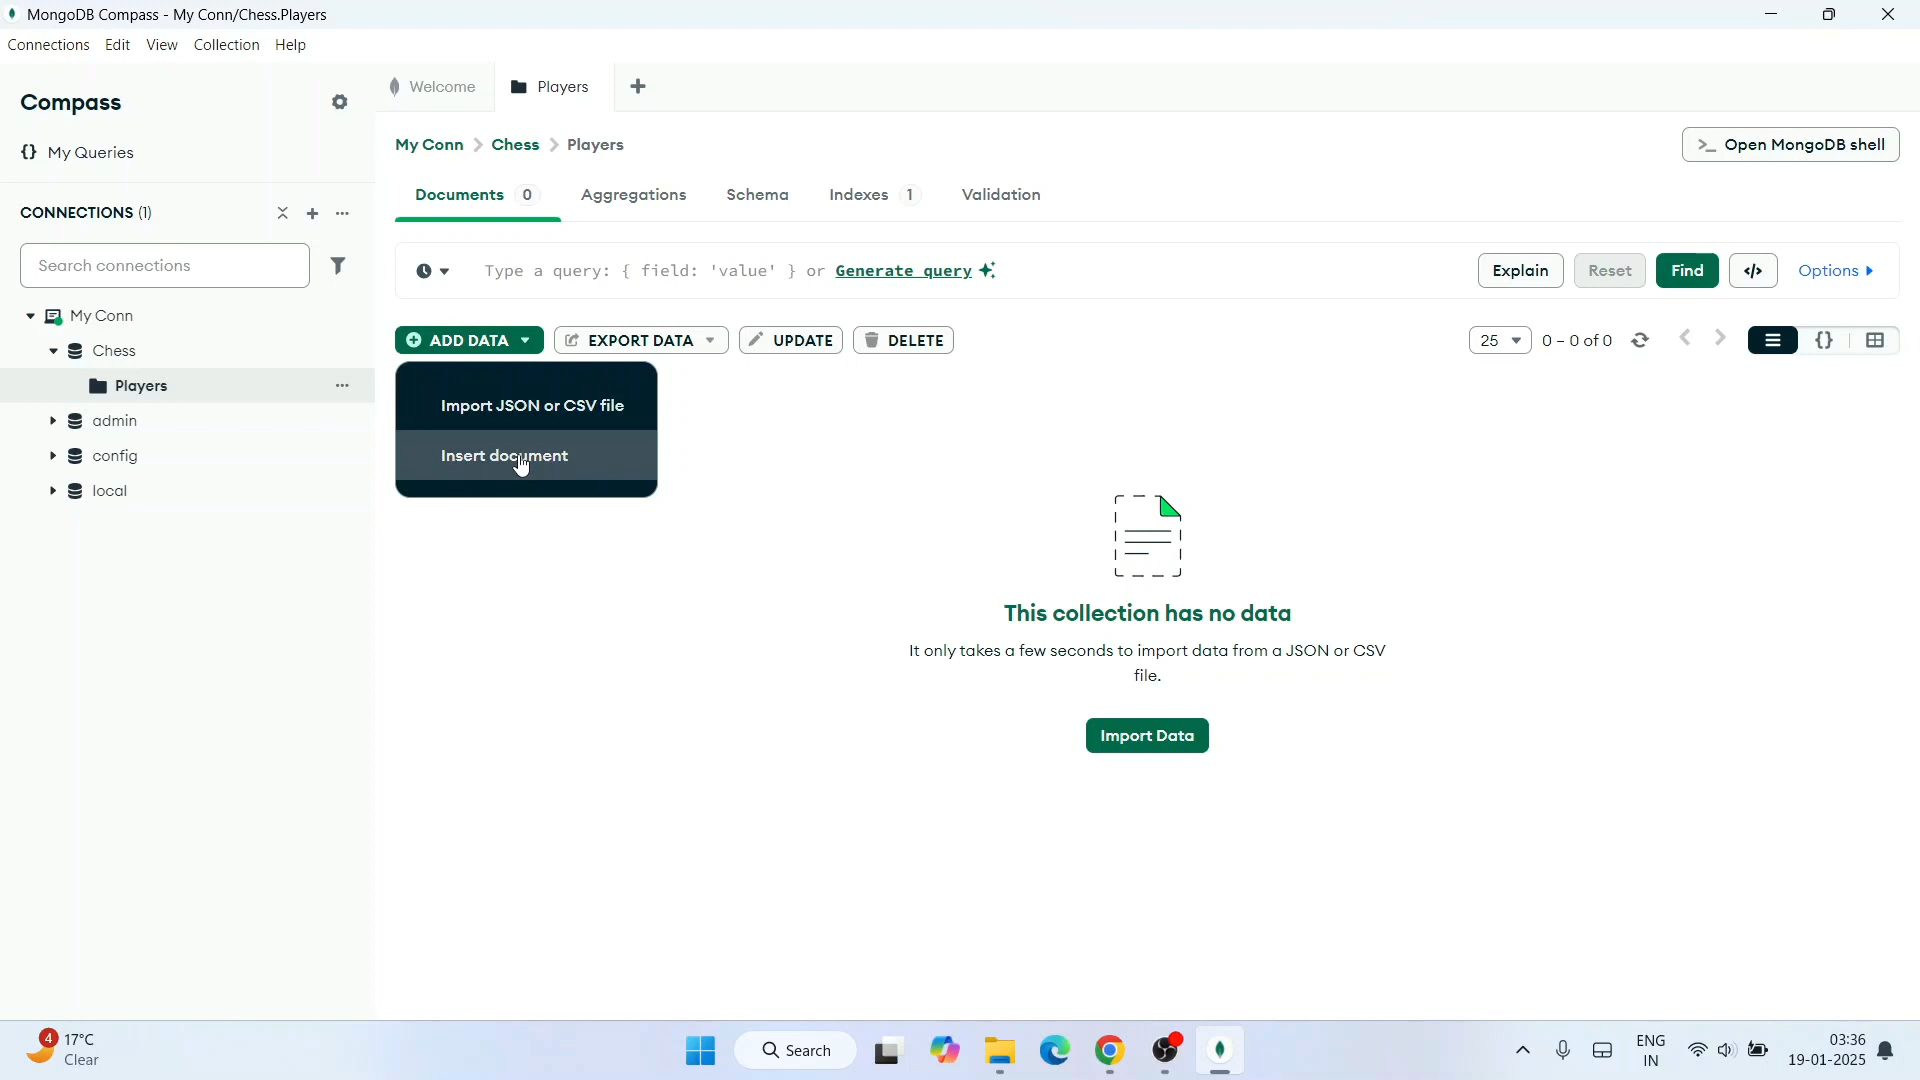 MongoDB Compass - My Conn/Chess.Players
Connections Edit View Collection Help
Compass
{} My Queries
CONNECTIONS (1)
Search connections
My Conn
Chess
Players
admin
config
local
Welcome
Players
My Conn > Chess > Players
>_ Open MongoDB shell
Documents 0 Aggregations Schema Indexes 1 Validation
Type a query: { field: 'value' } or Generate query
Explain Reset Find </> Options
ADD DATA EXPORT DATA UPDATE DELETE
25 0 – 0 of 0 {}
Import JSON or CSV file
Insert document
This collection has no data
It only takes a few seconds to import data from a JSON or CSV
file.
Import Data
4 17°C
Clear
Search
ENG
IN
03:36
19-01-2025